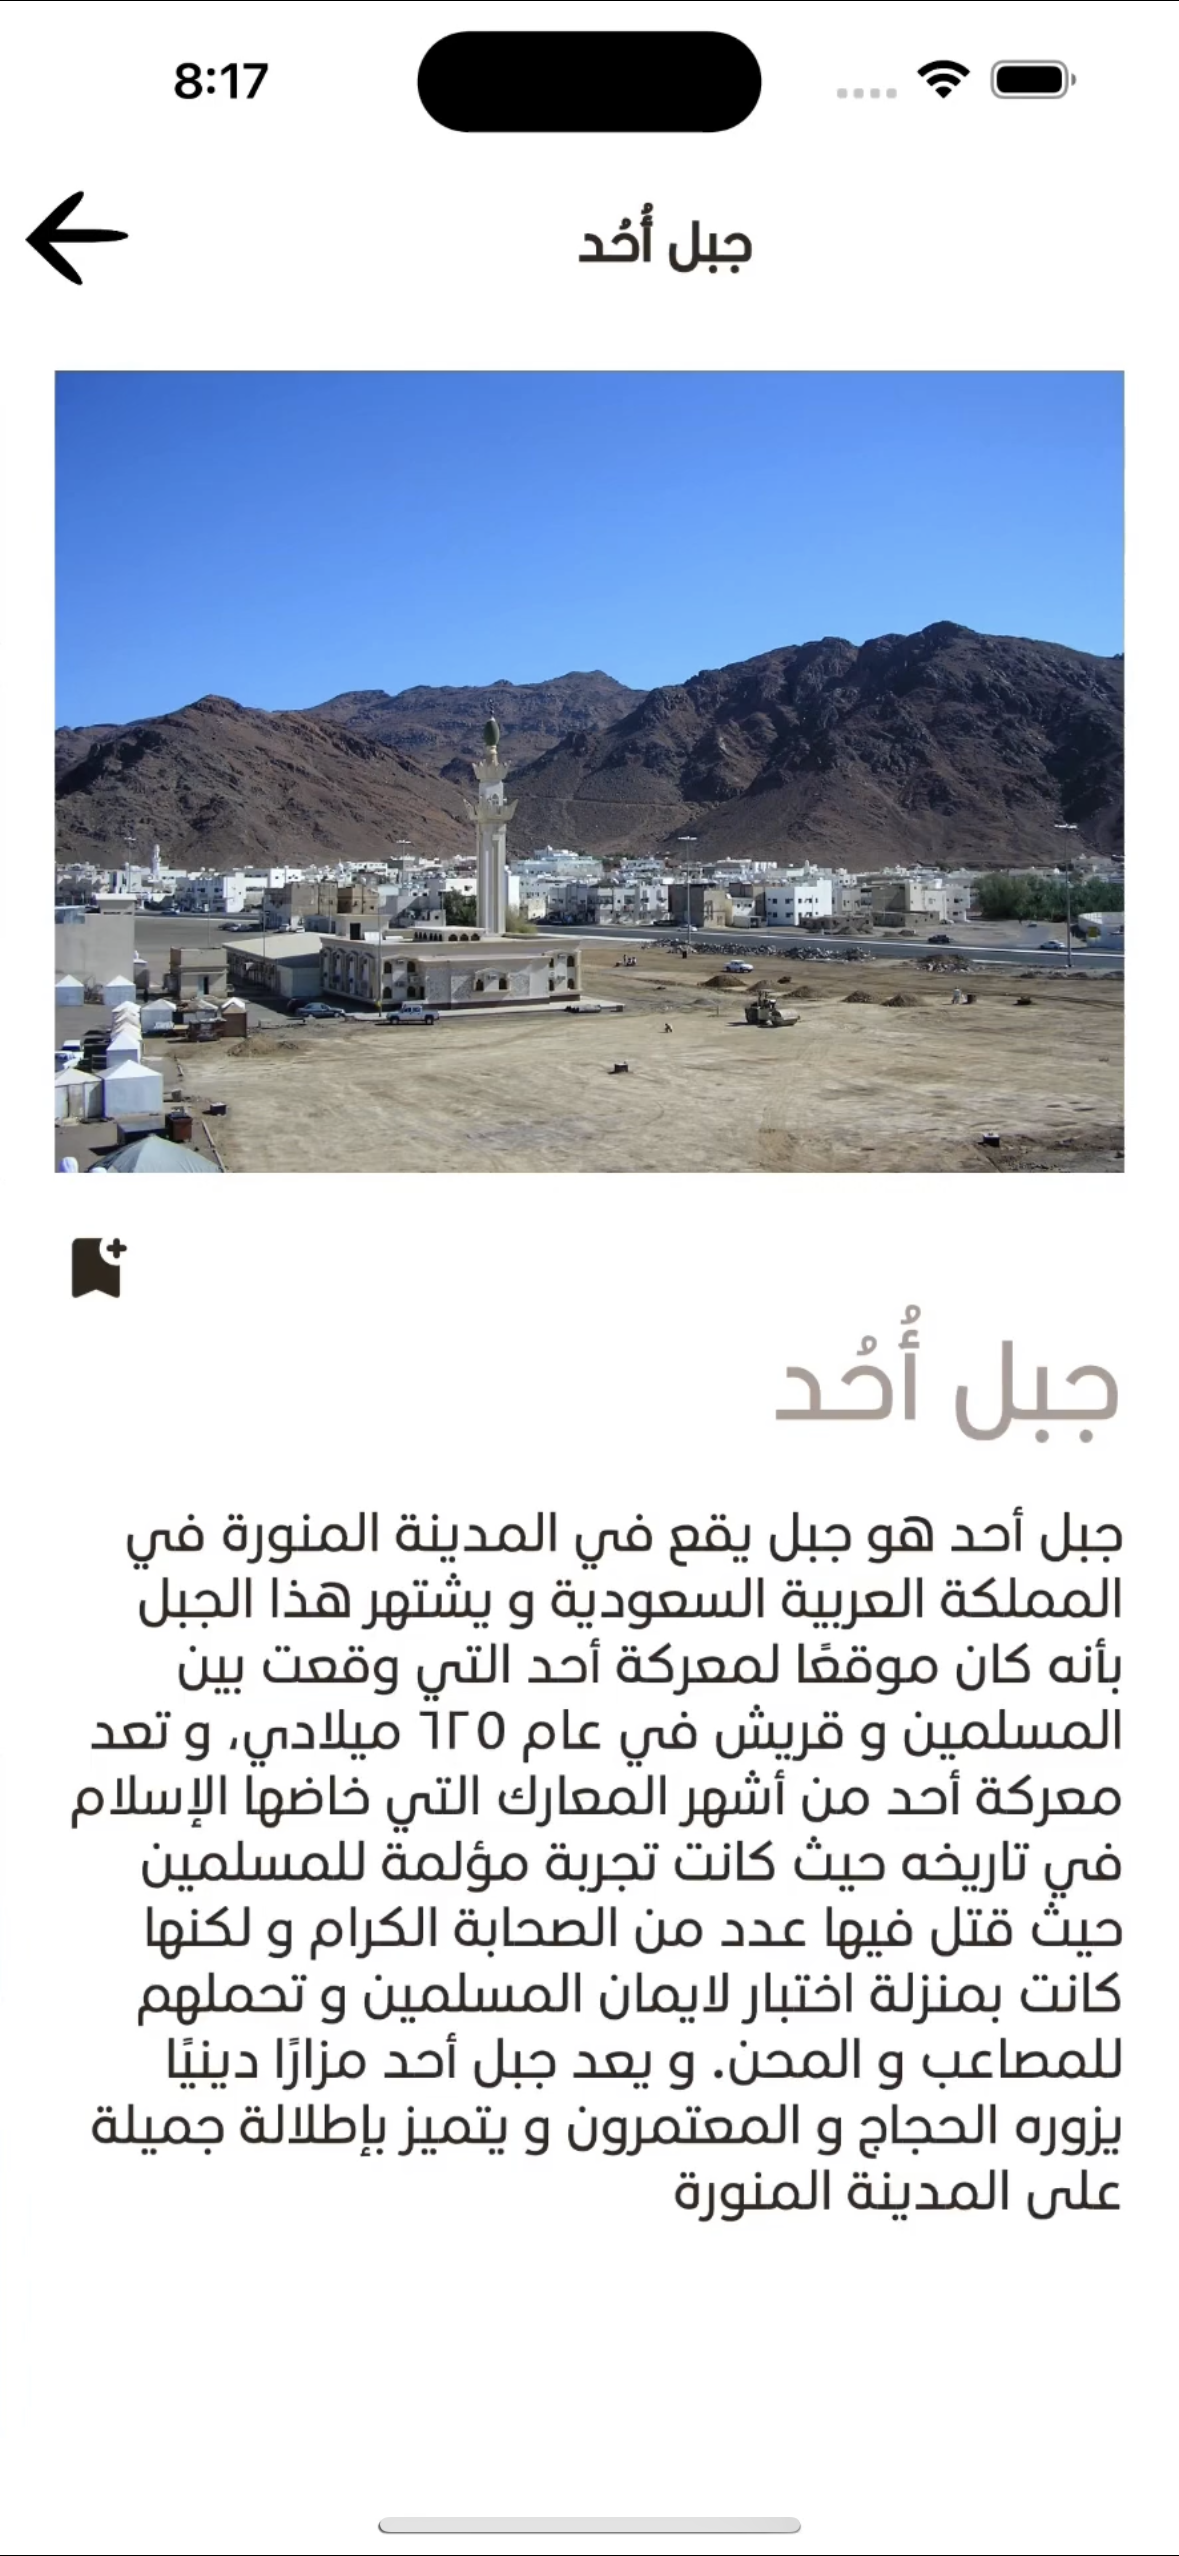 8:17
جبل أُحُد
جبل أُحُد
جبل أحد هو جبل يقع في المدينة المنورة في
المملكة العربية السعودية و يشتهر هذا الجبل
بأنه كان موقعًا لمعركة أحد التي وقعت بين
المسلمين و قريش في عام ٦٢٥ ميلادي، و تعد
معركة أحد من أشهر المعارك التي خاضها الإسلام
في تاريخه حيث كانت تجربة مؤلمة للمسلمين
حيث قتل فيها عدد من الصحابة الكرام و لكنها
كانت بمنزلة اختبار لايمان المسلمين و تحملهم
للمصاعب و المحن. و يعد جبل أحد مزارًا دينيًا
يزوره الحجاج و المعتمرون و يتميز بإطلالة جميلة
على المدينة المنورة